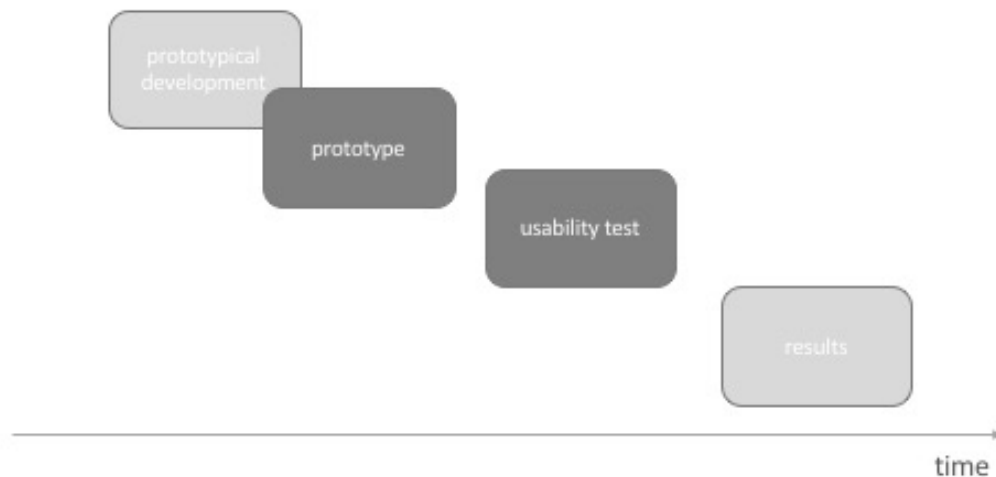 prototypical
development
prototype
usability test
results
time